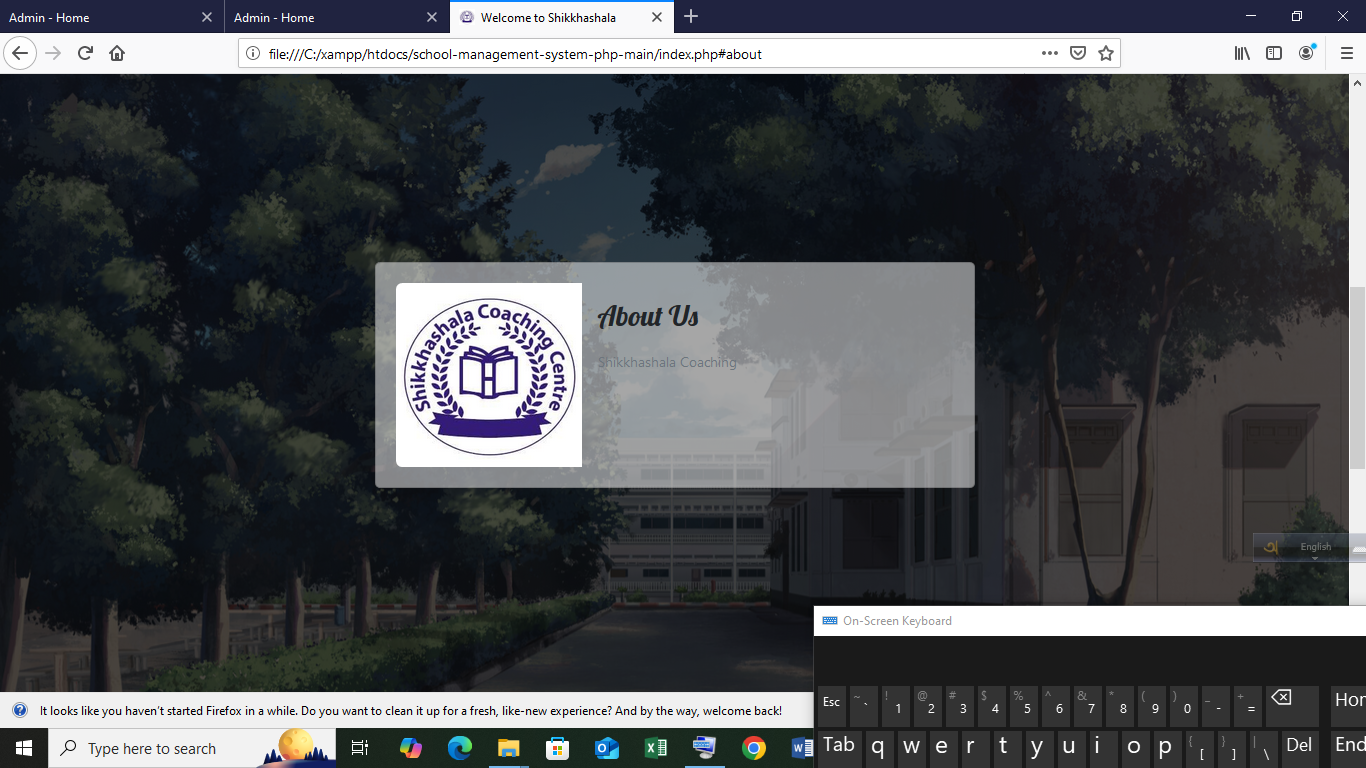 Admin - Home
Admin - Home
Welcome to Shikkhashala
file:///C:/xampp/htdocs/school-management-system-php-main/index.php#about
Shikkhashala Coaching Centre
About Us
Shikkhashala Coaching
অ English
On-Screen Keyboard
Esc ~ ` ! 1 @ 2 # 3 $ 4 % 5 ^ 6 & 7 * 8 ( 9 ) 0 _ - + = Hom
Tab q w e r t y u i o p { [ } ] | \ Del End
It looks like you haven't started Firefox in a while. Do you want to clean it up for a fresh, like-new experience? And by the way, welcome back!
Type here to search